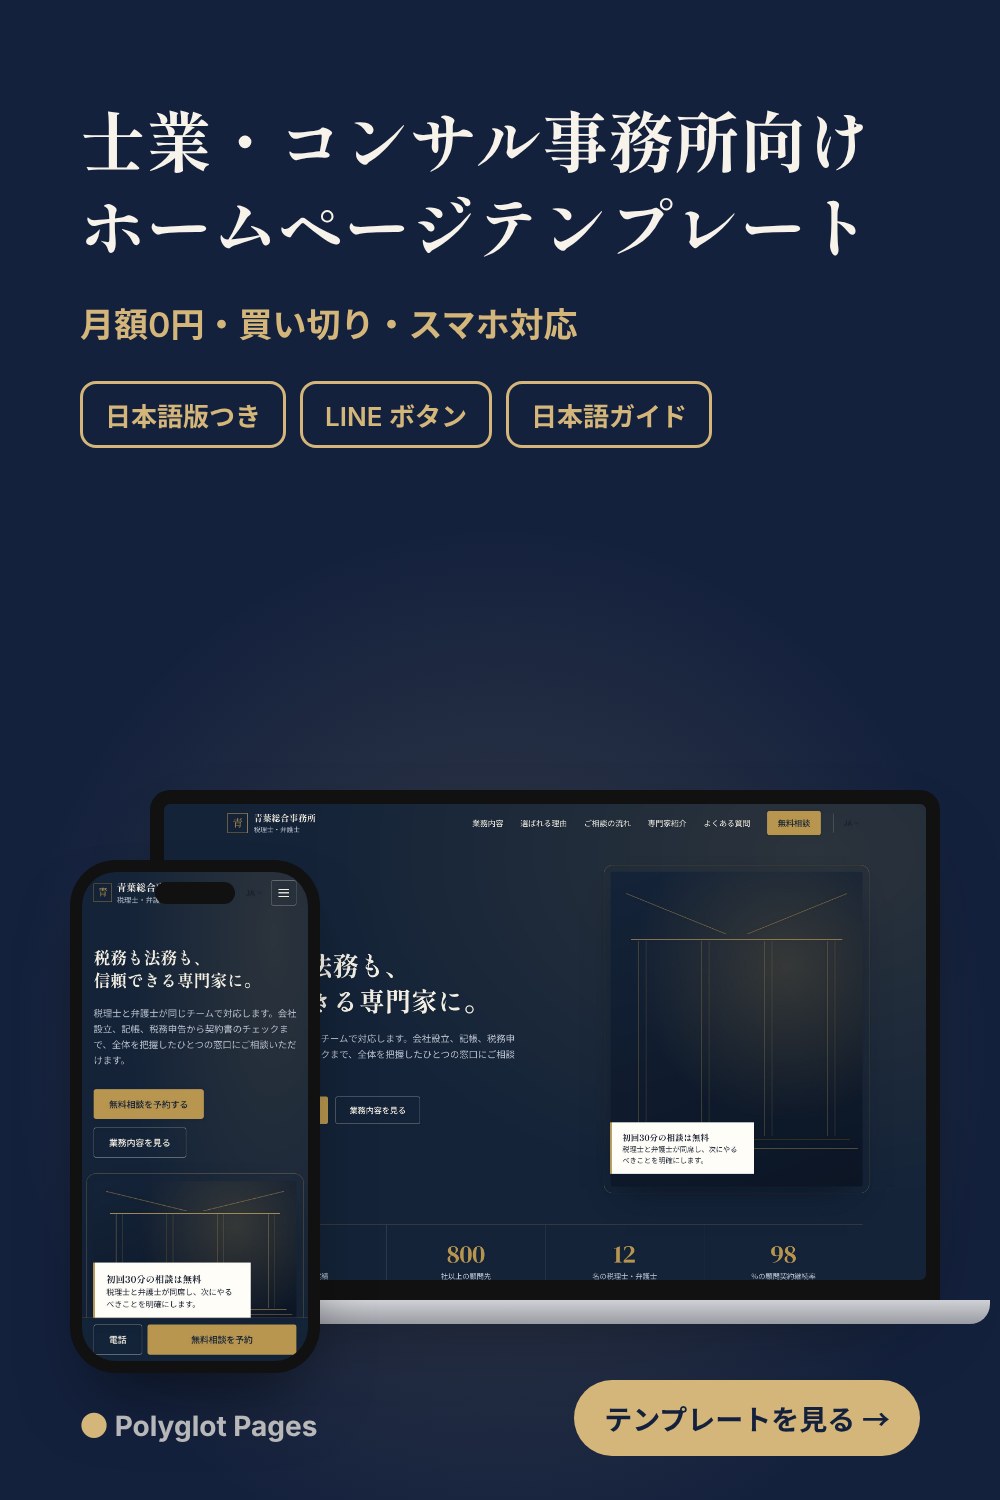 士業・コンサル事務所向け
ホームページテンプレート
月額0円・買い切り・スマホ対応
日本語版つき
LINE ボタン
日本語ガイド
青 青葉総合事務所
税理士・弁護士
業務内容 選ばれる理由 ご相談の流れ 専門家紹介 よくある質問 無料相談
法務も、
きる専門家に。
チームで対応します。会社設立、記帳、税務申
クまで、全体を把握したひとつの窓口にご相談
業務内容を見る
初回30分の相談は無料
税理士と弁護士が同席し、次にやる
べきことを明確にします。
800
社以上の顧問先
12
名の税理士・弁護士
98
%の顧問契約継続率
青 青葉総合
税理士・弁護
税務も法務も、
信頼できる専門家に。
税理士と弁護士が同じチームで対応します。会社
設立、記帳、税務申告から契約書のチェックま
で、全体を把握したひとつの窓口にご相談いただ
けます。
無料相談を予約する
業務内容を見る
初回30分の相談は無料
税理士と弁護士が同席し、次にやる
べきことを明確にします。
電話 無料相談を予約
Polyglot Pages
テンプレートを見る →